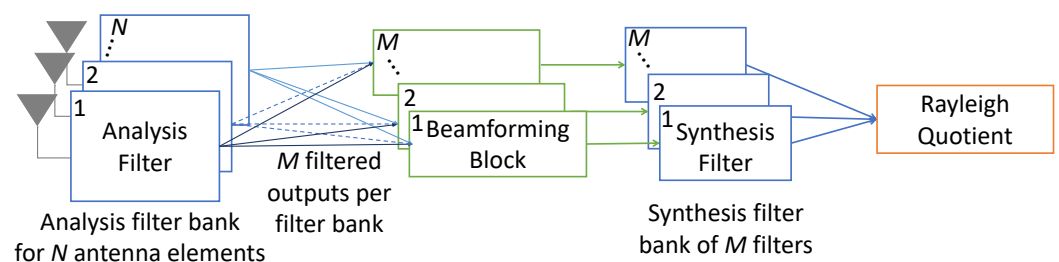 N
⋮
2
1
Analysis
Filter
Analysis filter bank
for N antenna elements
M filtered
outputs per
filter bank
M
⋮
2
1
Beamforming
Block
M
⋮
2
1
Synthesis
Filter
Synthesis filter
bank of M filters
Rayleigh
Quotient